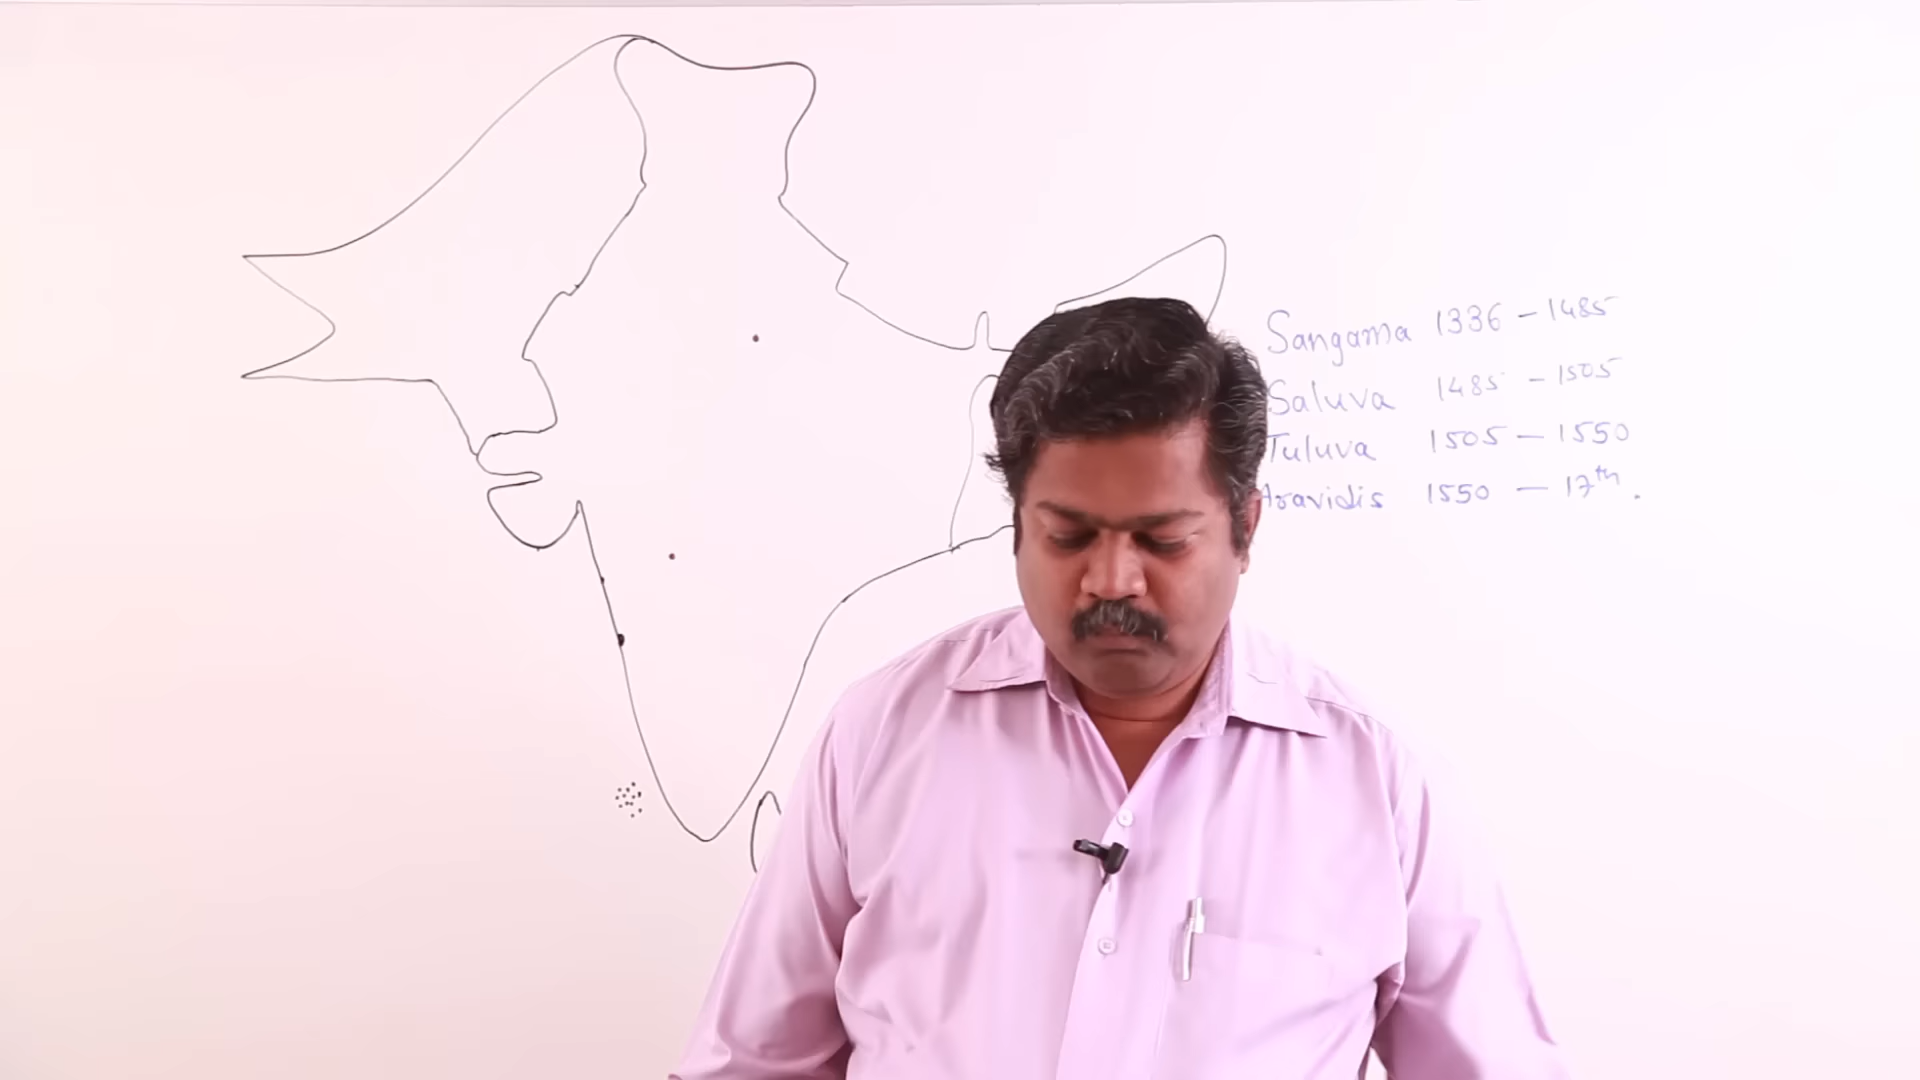 Sangama 1336 – 1485
Saluva 1485 – 1505
Tuluva 1505 – 1550
Aravidis 1550 – 17th.